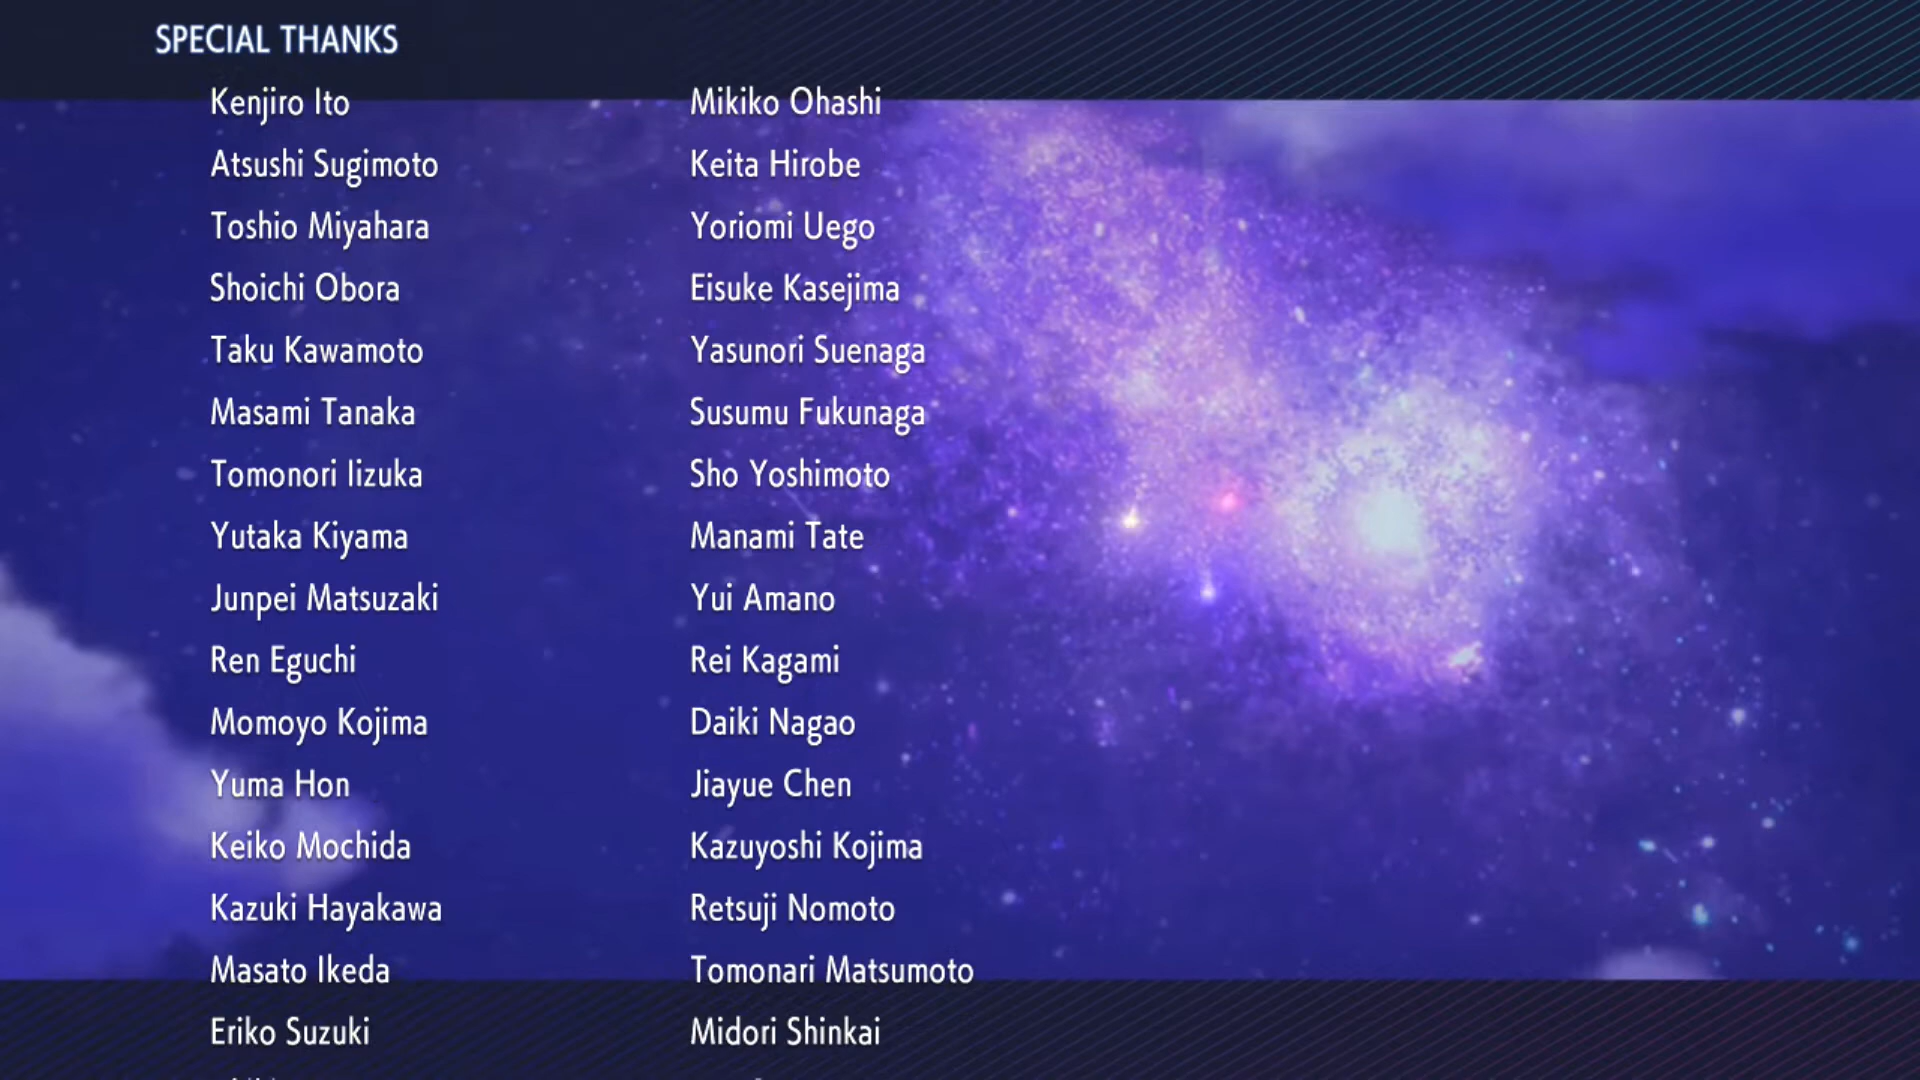 SPECIAL THANKS
Kenjiro Ito
Mikiko Ohashi
Atsushi Sugimoto
Keita Hirobe
Toshio Miyahara
Yoriomi Uego
Shoichi Obora
Eisuke Kasejima
Taku Kawamoto
Yasunori Suenaga
Masami Tanaka
Susumu Fukunaga
Tomonori Iizuka
Sho Yoshimoto
Yutaka Kiyama
Manami Tate
Junpei Matsuzaki
Yui Amano
Ren Eguchi
Rei Kagami
Momoyo Kojima
Daiki Nagao
Yuma Hon
Jiayue Chen
Keiko Mochida
Kazuyoshi Kojima
Kazuki Hayakawa
Retsuji Nomoto
Masato Ikeda
Tomonari Matsumoto
Eriko Suzuki
Midori Shinkai